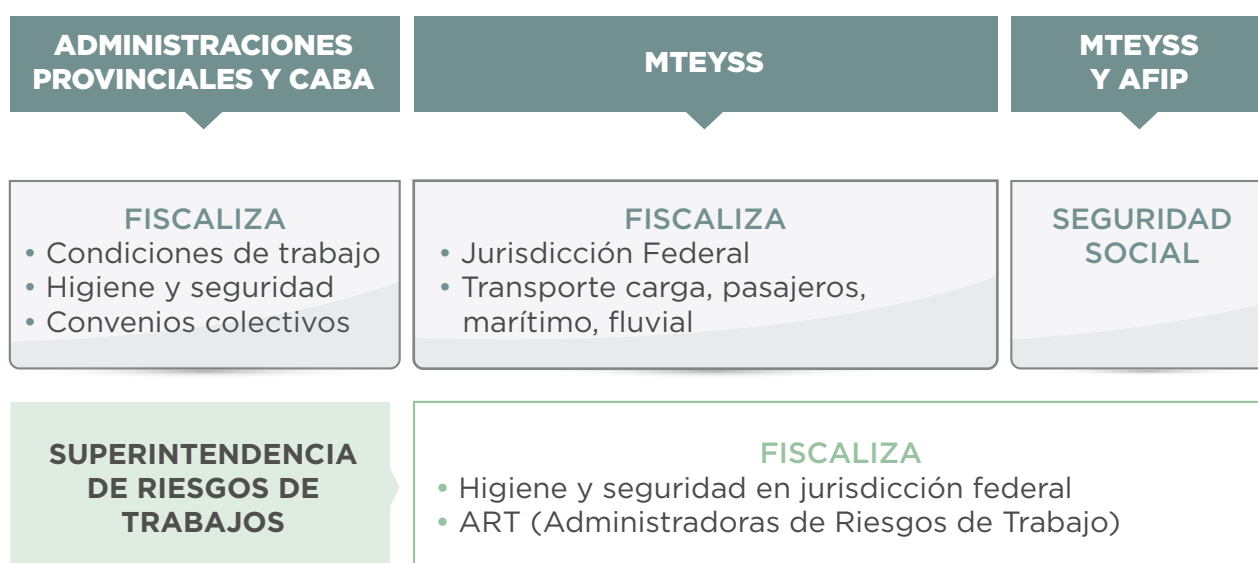 ADMINISTRACIONES
PROVINCIALES Y CABA
MTEYSS
MTEYSS
Y AFIP
FISCALIZA
• Condiciones de trabajo
• Higiene y seguridad
• Convenios colectivos
FISCALIZA
• Jurisdicción Federal
• Transporte carga, pasajeros,
marítimo, fluvial
SEGURIDAD
SOCIAL
SUPERINTENDENCIA
DE RIESGOS DE
TRABAJOS
FISCALIZA
• Higiene y seguridad en jurisdicción federal
• ART (Administradoras de Riesgos de Trabajo)